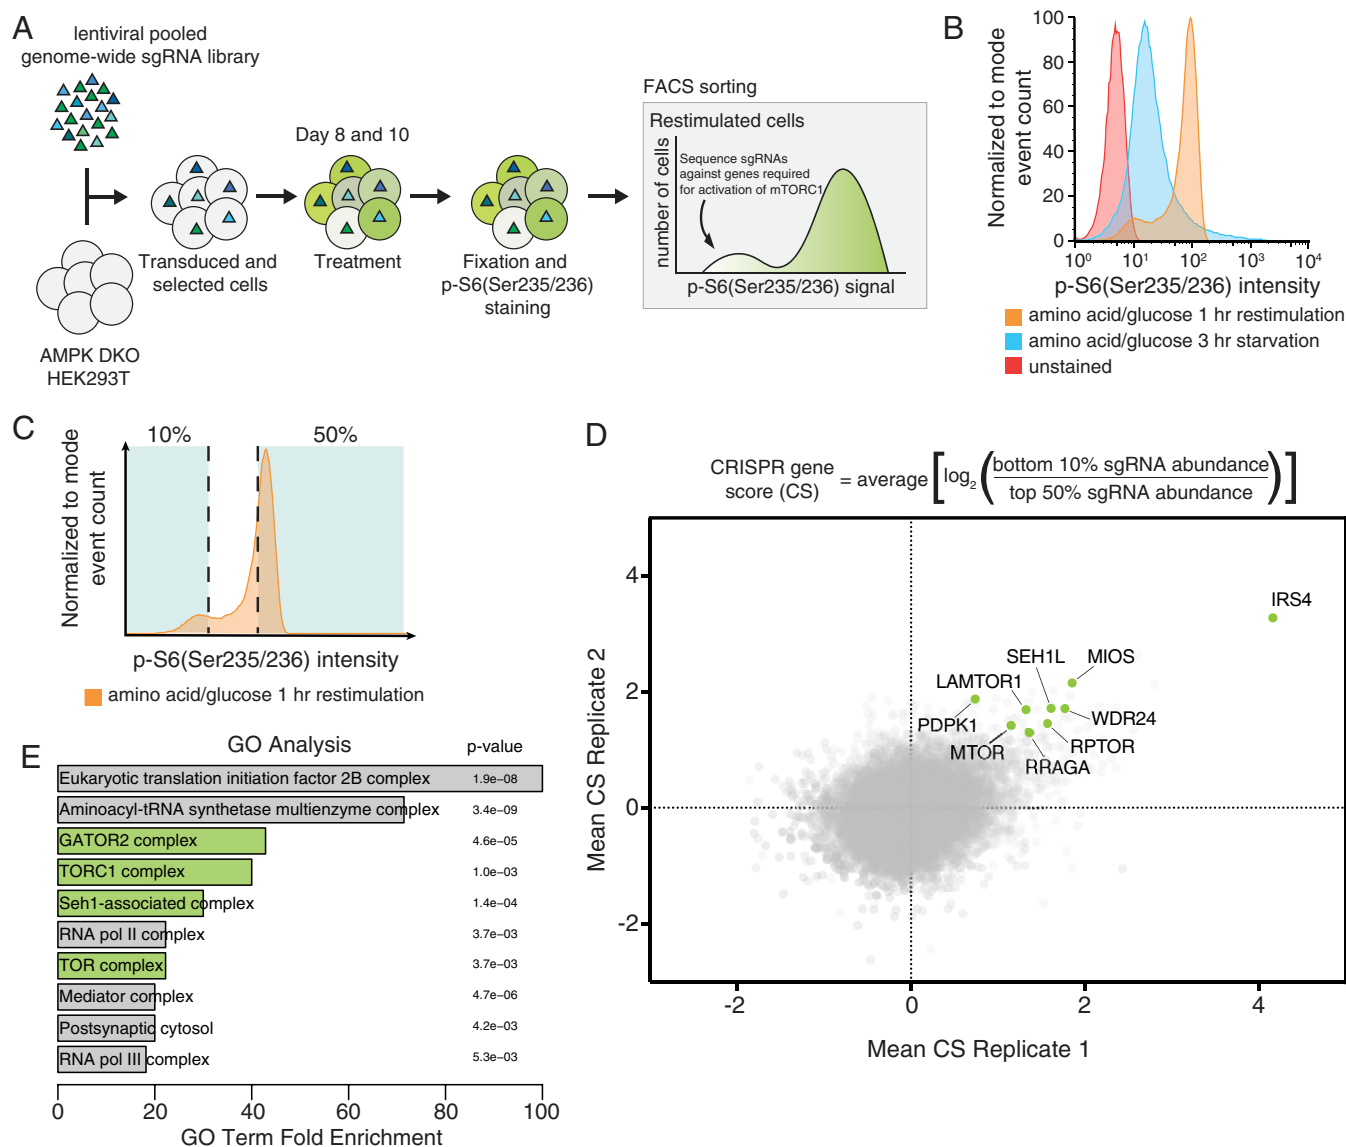 A
lentiviral pooled
genome-wide sgRNA library
AMPK DKO
HEK293T
Transduced and
selected cells
Day 8 and 10
Treatment
Fixation and
p-S6(Ser235/236)
staining
FACS sorting
Restimulated cells
Sequence sgRNAs
against genes required
for activation of mTORC1
number of cells
p-S6(Ser235/236) signal
B
Normalized to mode
event count
100
80
60
40
20
0
10⁰
10¹
10²
10³
10⁴
p-S6(Ser235/236) intensity
amino acid/glucose 1 hr restimulation
amino acid/glucose 3 hr starvation
unstained
C
10%
50%
Normalized to mode
event count
p-S6(Ser235/236) intensity
amino acid/glucose 1 hr restimulation
D
CRISPR gene
score (CS)
= average [log₂ (bottom 10% sgRNA abundance
top 50% sgRNA abundance)]
Mean CS Replicate 2
4
2
0
-2
IRS4
SEH1L
MIOS
LAMTOR1
PDPK1
WDR24
MTOR
RPTOR
RRAGA
-2
0
2
4
Mean CS Replicate 1
E
GO Analysis
p-value
Eukaryotic translation initiation factor 2B complex 1.9e-08
Aminoacyl-tRNA synthetase multienzyme complex 3.4e-09
GATOR2 complex 4.6e-05
TORC1 complex 1.0e-03
Seh1-associated complex 1.4e-04
RNA pol II complex 3.7e-03
TOR complex 3.7e-03
Mediator complex 4.7e-06
Postsynaptic cytosol 4.2e-03
RNA pol III complex 5.3e-03
0
20
40
60
80
100
GO Term Fold Enrichment